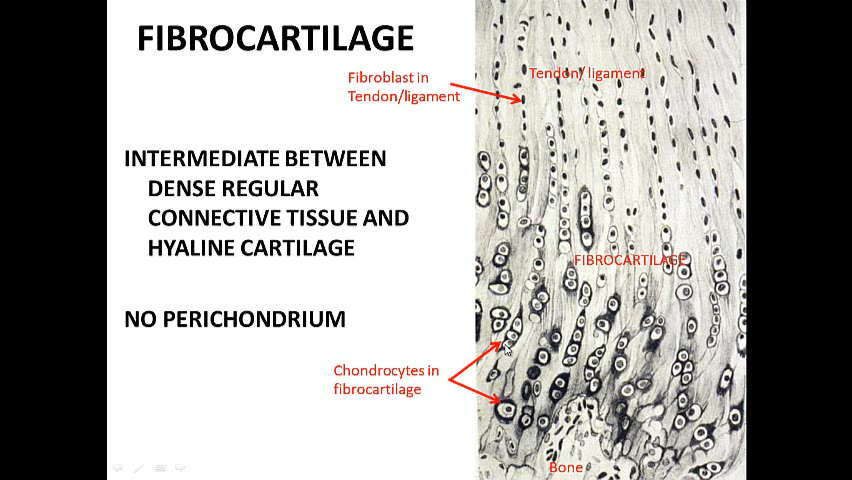 FIBROCARTILAGE
Fibroblast in
Tendon/ligament
Tendon/ ligament
INTERMEDIATE BETWEEN
DENSE REGULAR
CONNECTIVE TISSUE AND
HYALINE CARTILAGE
FIBROCARTILAGE
NO PERICHONDRIUM
Chondrocytes in
fibrocartilage
Bone